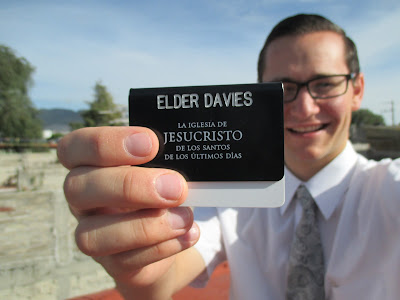 ELDER DAVIES
LA IGLESIA DE
JESUCRISTO
DE LOS SANTOS
DE LOS ÚLTIMOS DÍAS